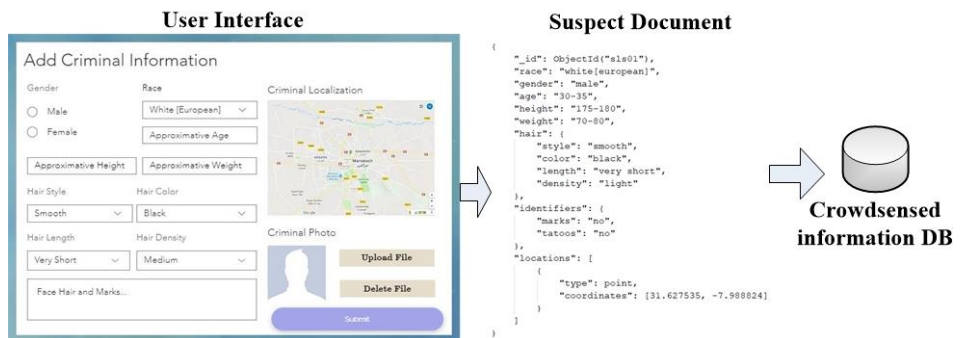 User Interface
Add Criminal Information
Gender
Male
Female
Race
White [European]
Approximative Age
Approximative Height
Approximative Weight
Hair Style
Hair Color
Smooth
Black
Hair Length
Hair Density
Very Short
Medium
Face Hair and Marks...
Criminal Localization
Marrakech
Criminal Photo
Upload File
Delete File
Submit
Suspect Document
{
"_id": ObjectId("sls01"),
"race": "white[european]",
"gender": "male",
"age": "30-35",
"height": "175-180",
"weight": "70-80",
"hair": {
"style": "smooth",
"color": "black",
"length": "very short",
"density": "light"
},
"identifiers": {
"marks": "no",
"tatoos": "no"
},
"locations": [
{
"type": point,
"coordinates": [31.627535, -7.988824]
}
]
}
Crowdsensed
information DB